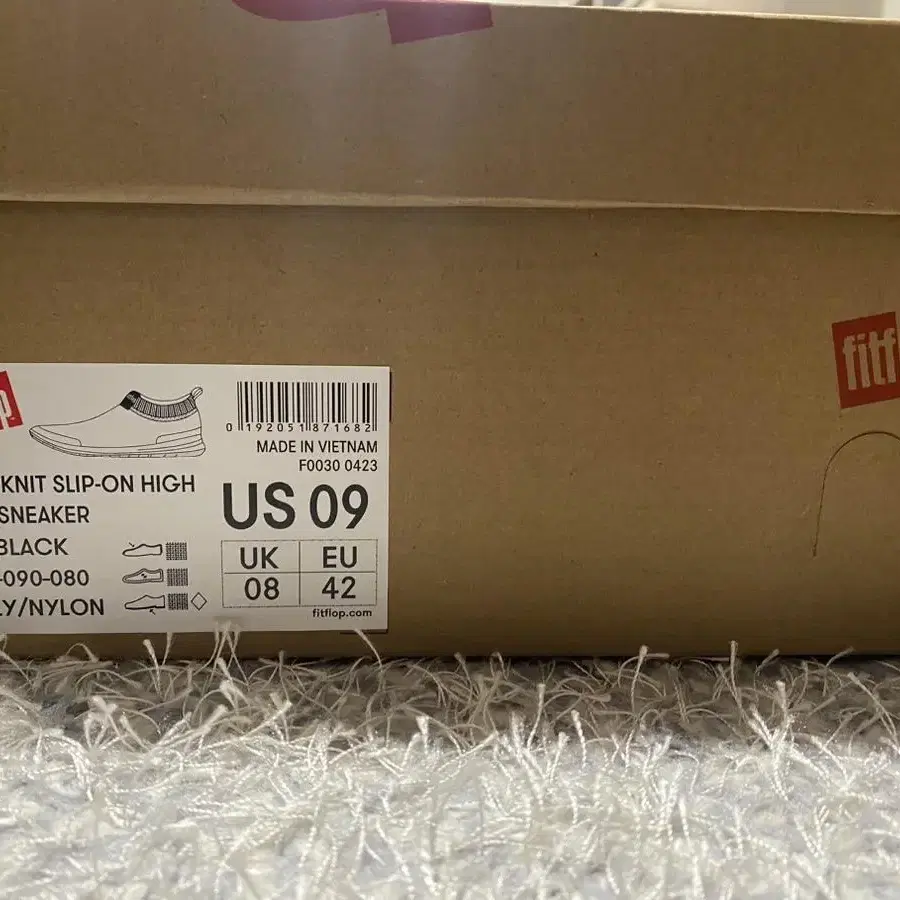 0 192051 871682
MADE IN VIETNAM
F0030 0423
KNIT SLIP-ON HIGH
SNEAKER
BLACK
-090-080
LY/NYLON
US 09
UK EU
08 42
fitflop.com
fitf